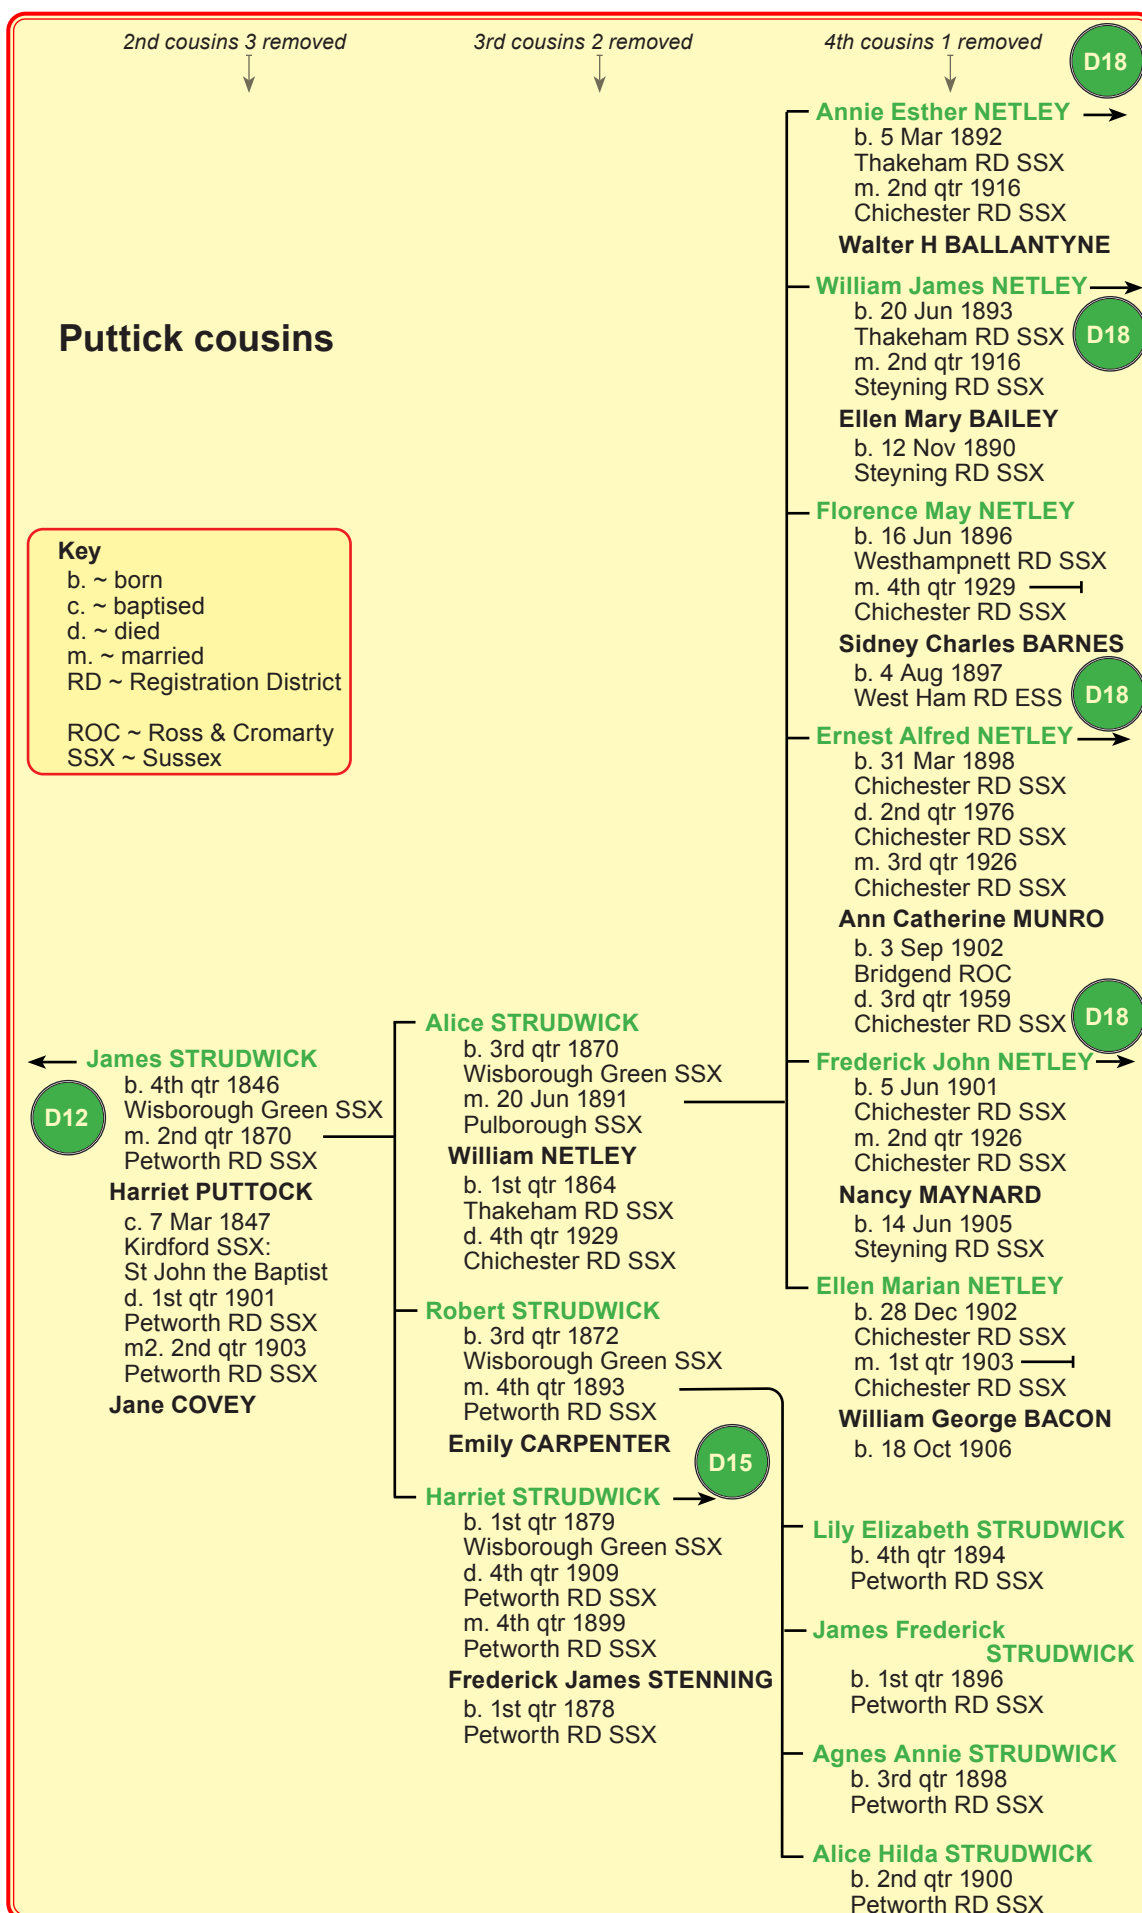 2nd cousins 3 removed
3rd cousins 2 removed
4th cousins 1 removed
D18
Puttick cousins
Key
b. ~ born
c. ~ baptised
d. ~ died
m. ~ married
RD ~ Registration District
ROC ~ Ross & Cromarty
SSX ~ Sussex
James STRUDWICK
D12
b. 4th qtr 1846
Wisborough Green SSX
m. 2nd qtr 1870
Petworth RD SSX
Harriet PUTTOCK
c. 7 Mar 1847
Kirdford SSX:
St John the Baptist
d. 1st qtr 1901
Petworth RD SSX
m2. 2nd qtr 1903
Petworth RD SSX
Jane COVEY
Alice STRUDWICK
b. 3rd qtr 1870
Wisborough Green SSX
m. 20 Jun 1891
Pulborough SSX
William NETLEY
b. 1st qtr 1864
Thakeham RD SSX
d. 4th qtr 1929
Chichester RD SSX
Robert STRUDWICK
b. 3rd qtr 1872
Wisborough Green SSX
m. 4th qtr 1893
Petworth RD SSX
Emily CARPENTER
D15
Harriet STRUDWICK
b. 1st qtr 1879
Wisborough Green SSX
d. 4th qtr 1909
Petworth RD SSX
m. 4th qtr 1899
Petworth RD SSX
Frederick James STENNING
b. 1st qtr 1878
Petworth RD SSX
Annie Esther NETLEY
b. 5 Mar 1892
Thakeham RD SSX
m. 2nd qtr 1916
Chichester RD SSX
Walter H BALLANTYNE
William James NETLEY
b. 20 Jun 1893
Thakeham RD SSX
D18
m. 2nd qtr 1916
Steyning RD SSX
Ellen Mary BAILEY
b. 12 Nov 1890
Steyning RD SSX
Florence May NETLEY
b. 16 Jun 1896
Westhampnett RD SSX
m. 4th qtr 1929
Chichester RD SSX
Sidney Charles BARNES
b. 4 Aug 1897
West Ham RD ESS
D18
Ernest Alfred NETLEY
b. 31 Mar 1898
Chichester RD SSX
d. 2nd qtr 1976
Chichester RD SSX
m. 3rd qtr 1926
Chichester RD SSX
Ann Catherine MUNRO
b. 3 Sep 1902
Bridgend ROC
d. 3rd qtr 1959
Chichester RD SSX
D18
Frederick John NETLEY
b. 5 Jun 1901
Chichester RD SSX
m. 2nd qtr 1926
Chichester RD SSX
Nancy MAYNARD
b. 14 Jun 1905
Steyning RD SSX
Ellen Marian NETLEY
b. 28 Dec 1902
Chichester RD SSX
m. 1st qtr 1903
Chichester RD SSX
William George BACON
b. 18 Oct 1906
Lily Elizabeth STRUDWICK
b. 4th qtr 1894
Petworth RD SSX
James Frederick
STRUDWICK
b. 1st qtr 1896
Petworth RD SSX
Agnes Annie STRUDWICK
b. 3rd qtr 1898
Petworth RD SSX
Alice Hilda STRUDWICK
b. 2nd qtr 1900
Petworth RD SSX